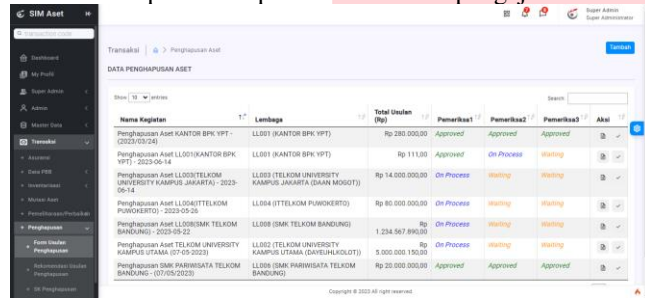 SIM Aset
Super Admin
Super Administrator
Transaksi
Penghapusan Aset
Tambah
Dashboard
My Profil
Super Admin
Admin
Master Data
Transaksi
Asuransi
Data PBB
Inventarisasi
Mutasi Aset
Pemeliharaan/Perbaikan
Penghapusan
Form Usulan
Penghapusan
Rekomendasi Usulan
Penghapusan
SK Penghapusan
DATA PENGHAPUSAN ASET
Show 10 entries
Search:
Nama Kegiatan Lembaga Total Usulan (Rp) Pemeriksa1 Pemeriksa2 Pemeriksa3 Aksi
Penghapusan Aset KANTOR BPK YPT - (2023/03/24) LL001 (KANTOR BPK YPT) Rp 280.000,00 Approved Approved Approved
Penghapusan Aset LL001(KANTOR BPK YPT) - 2023-06-14 LL001 (KANTOR BPK YPT) Rp 111,00 Approved On Process Waiting
Penghapusan Aset LL003(TELKOM UNIVERSITY KAMPUS JAKARTA) - 2023-06-14 LL003 (TELKOM UNIVERSITY KAMPUS JAKARTA (DAAN MOGOT)) Rp 14.000.000,00 On Process Waiting Waiting
Penghapusan Aset LL004(ITTELKOM PUWOKERTO) - 2023-05-26 LL004 (ITTELKOM PUWOKERTO) Rp 80.000.000,00 On Process Waiting Waiting
Penghapusan Aset LL008(SMK TELKOM BANDUNG) - 2023-05-22 LL008 (SMK TELKOM BANDUNG) Rp 1.234.567.890,00 On Process Waiting Waiting
Penghapusan Aset TELKOM UNIVERSITY KAMPUS UTAMA (07-05-2023) LL002 (TELKOM UNIVERSITY KAMPUS UTAMA (DAYEUHLKOLOT)) Rp 5.000.000.150,00 On Process Waiting Waiting
Penghapusan SMK PARIWISATA TELKOM BANDUNG - (07/05/2023) LL006 (SMK PARIWISATA TELKOM BANDUNG) Rp 20.000.000,00 Approved Approved Approved
Copyright © 2022 All right reserved.